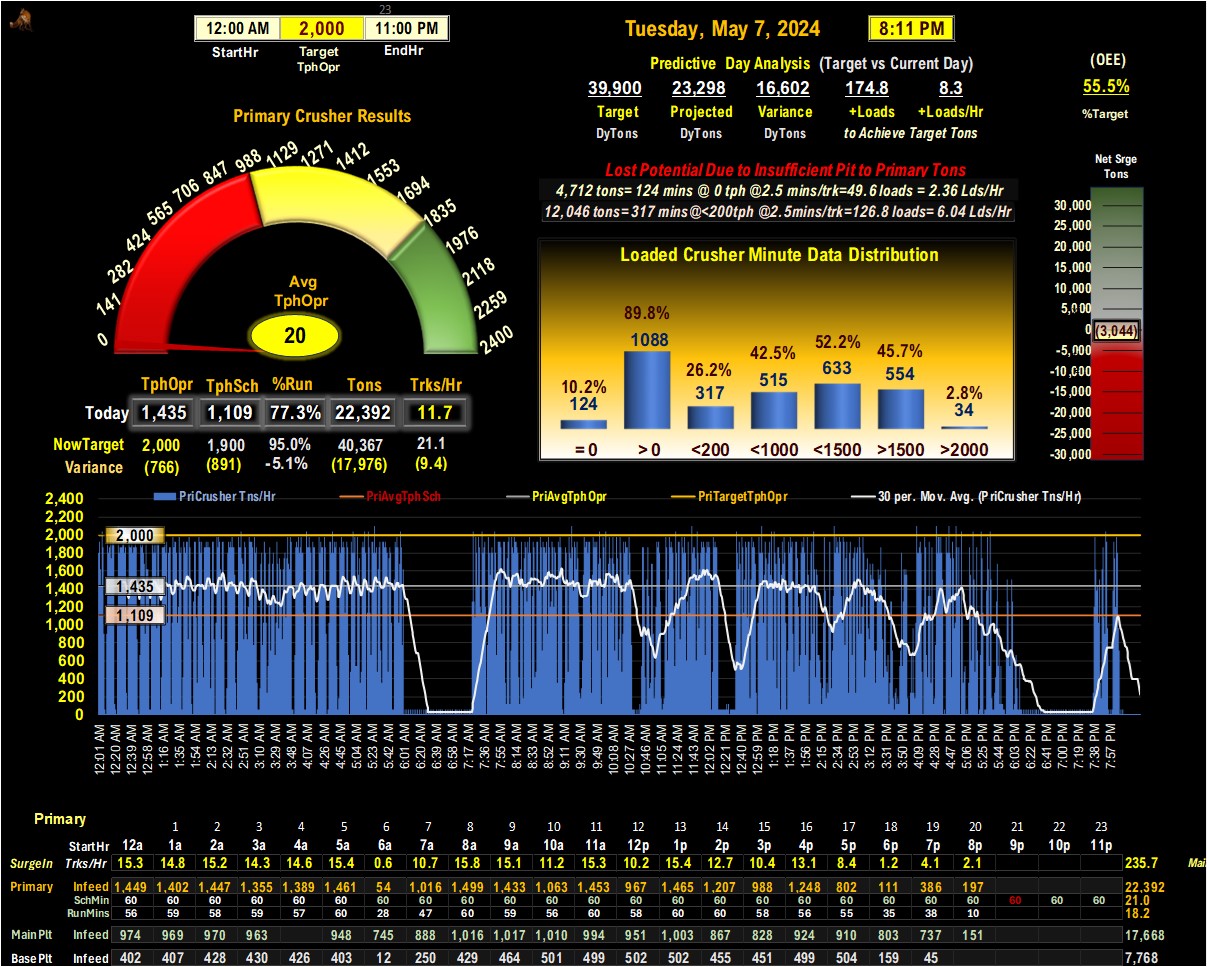 23
12:00 AM 2,000 11:00 PM
StartHr Target TphOpr EndHr
Tuesday, May 7, 2024 8:11 PM
Predictive Day Analysis (Target vs Current Day)
39,900 23,298 16,602 174.8 8.3
Target Projected Variance +Loads +Loads/Hr
DyTons DyTons DyTons to Achieve Target Tons
(OEE)
55.5%
%Target
Primary Crusher Results
0 141 282 424 565 706 847 988 1129 1271 1412 1553 1694 1835 1976 2118 2259 2400
Avg
TphOpr
20
Lost Potential Due to Insufficient Pit to Primary Tons
4,712 tons= 124 mins @ 0 tph @2.5 mins/trk=49.6 loads = 2.36 Lds/Hr
12,046 tons= 317 mins @<200tph @2.5mins/trk=126.8 loads= 6.04 Lds/Hr
Net Srge
Tons
30,000
25,000
20,000
15,000
10,000
5,000
0 (3,044)
-5,000
-10,000
-15,000
-20,000
-25,000
-30,000
Loaded Crusher Minute Data Distribution
10.2% 89.8% 26.2% 42.5% 52.2% 45.7% 2.8%
124 1088 317 515 633 554 34
= 0 > 0 <200 <1000 <1500 >1500 >2000
TphOpr TphSch %Run Tons Trks/Hr
Today 1,435 1,109 77.3% 22,392 11.7
NowTarget 2,000 1,900 95.0% 40,367 21.1
Variance (766) (891) -5.1% (17,976) (9.4)
PriCrusher Tns/Hr PriAvgTphSch PriAvgTphOpr PriTargetTphOpr 30 per. Mov. Avg. (PriCrusher Tns/Hr)
2,400
2,200
2,000 2,000
1,800
1,600
1,400 1,435
1,200
1,000 1,109
800
600
400
200
0
12:01 AM 12:20 AM 12:39 AM 12:58 AM 1:16 AM 1:35 AM 1:54 AM 2:13 AM 2:32 AM 2:51 AM 3:10 AM 3:29 AM 3:48 AM 4:07 AM 4:26 AM 4:45 AM 5:04 AM 5:23 AM 5:42 AM 6:01 AM 6:20 AM 6:39 AM 6:58 AM 7:17 AM 7:36 AM 7:55 AM 8:14 AM 8:33 AM 8:52 AM 9:11 AM 9:30 AM 9:49 AM 10:08 AM 10:27 AM 10:46 AM 11:05 AM 11:24 AM 11:43 AM 12:02 PM 12:21 PM 12:40 PM 12:59 PM 1:18 PM 1:37 PM 1:56 PM 2:15 PM 2:34 PM 2:53 PM 3:12 PM 3:31 PM 3:50 PM 4:09 PM 4:28 PM 4:47 PM 5:06 PM 5:25 PM 5:44 PM 6:03 PM 6:22 PM 6:41 PM 7:00 PM 7:19 PM 7:38 PM 7:57 PM
Primary
1 2 3 4 5 6 7 8 9 10 11 12 13 14 15 16 17 18 19 20 21 22 23
StartHr 12a 1a 2a 3a 4a 5a 6a 7a 8a 9a 10a 11a 12p 1p 2p 3p 4p 5p 6p 7p 8p 9p 10p 11p
SurgeIn Trks/Hr 15.3 14.8 15.2 14.3 14.6 15.4 0.6 10.7 15.8 15.1 11.2 15.3 10.2 15.4 12.7 10.4 13.1 8.4 1.2 4.1 2.1 235.7
Primary Infeed 1,449 1,402 1,447 1,355 1,389 1,461 54 1,016 1,499 1,433 1,063 1,453 967 1,465 1,207 988 1,248 802 111 386 197 22,392
SchMin 60 60 60 60 60 60 60 60 60 60 60 60 60 60 60 60 60 60 60 60 60 60 60 60 21.0
RunMins 56 59 58 59 57 60 28 47 60 59 56 60 58 60 60 58 56 55 35 38 10 18.2
MainPlt Infeed 974 969 970 963 948 745 888 1,016 1,017 1,010 994 951 1,003 867 828 924 910 803 737 151 17,668
BasePlt Infeed 402 407 428 430 426 403 12 250 429 464 501 499 502 502 455 451 499 504 159 45 7,768